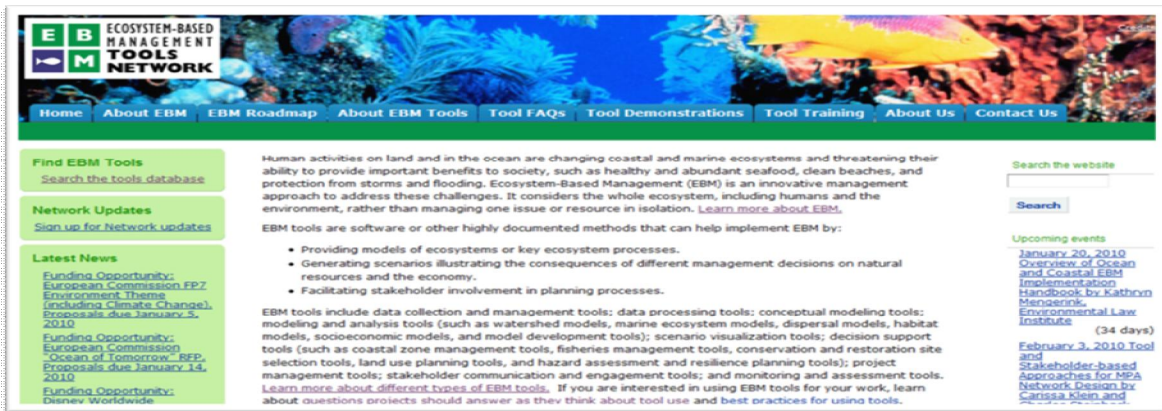 E B M
ECOSYSTEM-BASED
MANAGEMENT
TOOLS
NETWORK
Home About EBM EBM Roadmap About EBM Tools Tool FAQs Tool Demonstrations Tool Training About Us Contact Us
Find EBM Tools
Search the tools database
Network Updates
Sign up for Network updates
Latest News
Funding Opportunity:
European Commission FP7
Environment Theme
(including Climate Change).
Proposals due January 5,
2010
Funding Opportunity:
European Commission
"Ocean of Tomorrow" RFP.
Proposals due January 14,
2010
Funding Opportunity:
Disney Worldwide
Human activities on land and in the ocean are changing coastal and marine ecosystems and threatening their
ability to provide important benefits to society, such as healthy and abundant seafood, clean beaches, and
protection from storms and flooding. Ecosystem-Based Management (EBM) is an innovative management
approach to address these challenges. It considers the whole ecosystem, including humans and the
environment, rather than managing one issue or resource in isolation. Learn more about EBM.
EBM tools are software or other highly documented methods that can help implement EBM by:
• Providing models of ecosystems or key ecosystem processes.
• Generating scenarios illustrating the consequences of different management decisions on natural
resources and the economy.
• Facilitating stakeholder involvement in planning processes.
EBM tools include data collection and management tools; data processing tools; conceptual modeling tools;
modeling and analysis tools (such as watershed models, marine ecosystem models, dispersal models, habitat
models, socioeconomic models, and model development tools); scenario visualization tools; decision support
tools (such as coastal zone management tools, fisheries management tools, conservation and restoration site
selection tools, land use planning tools, and hazard assessment and resilience planning tools); project
management tools; stakeholder communication and engagement tools; and monitoring and assessment tools.
Learn more about different types of EBM tools. If you are interested in using EBM tools for your work, learn
about questions projects should answer as they think about tool use and best practices for using tools.
Search the website
Search
Upcoming events
January 20, 2010
Overview of Ocean
and Coastal EBM
Implementation
Handbook by Kathryn
Mengerink,
Environmental Law
Institute
(34 days)
February 3, 2010 Tool
and
Stakeholder-based
Approaches for MPA
Network Design by
Carissa Klein and